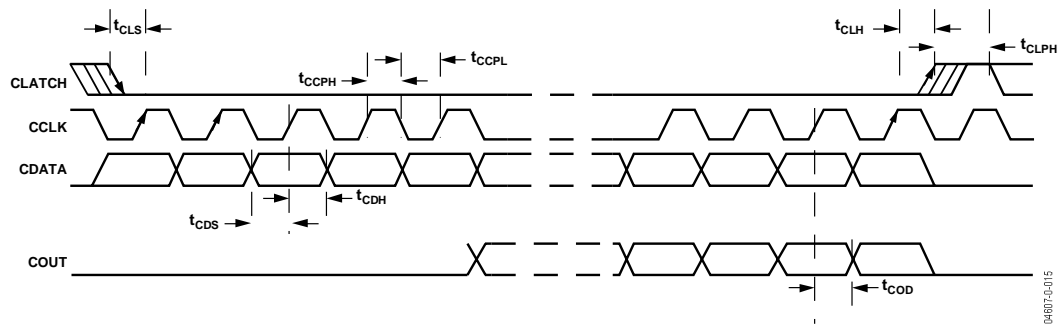 tCLS
tCLH
tCLPH
tCCPL
tCCPH
CLATCH
CCLK
CDATA
tCDH
tCDS
COUT
tCOD
04607-0-015